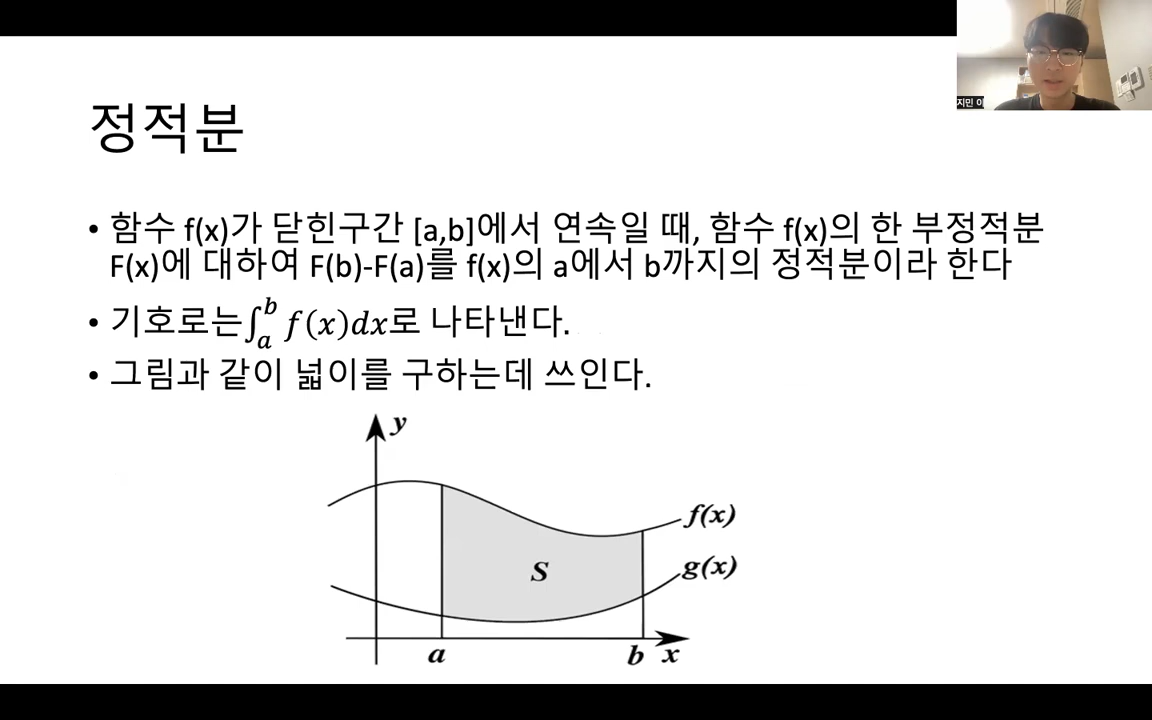 정적분
• 함수 f(x)가 닫힌구간 [a,b]에서 연속일 때, 함수 f(x)의 한 부정적분
F(x)에 대하여 F(b)-F(a)를 f(x)의 a에서 b까지의 정적분이라 한다
• 기호로는∫ₐᵇ f(x)dx로 나타낸다.
• 그림과 같이 넓이를 구하는데 쓰인다.
y
f(x)
S
g(x)
a
b
x
지민 이